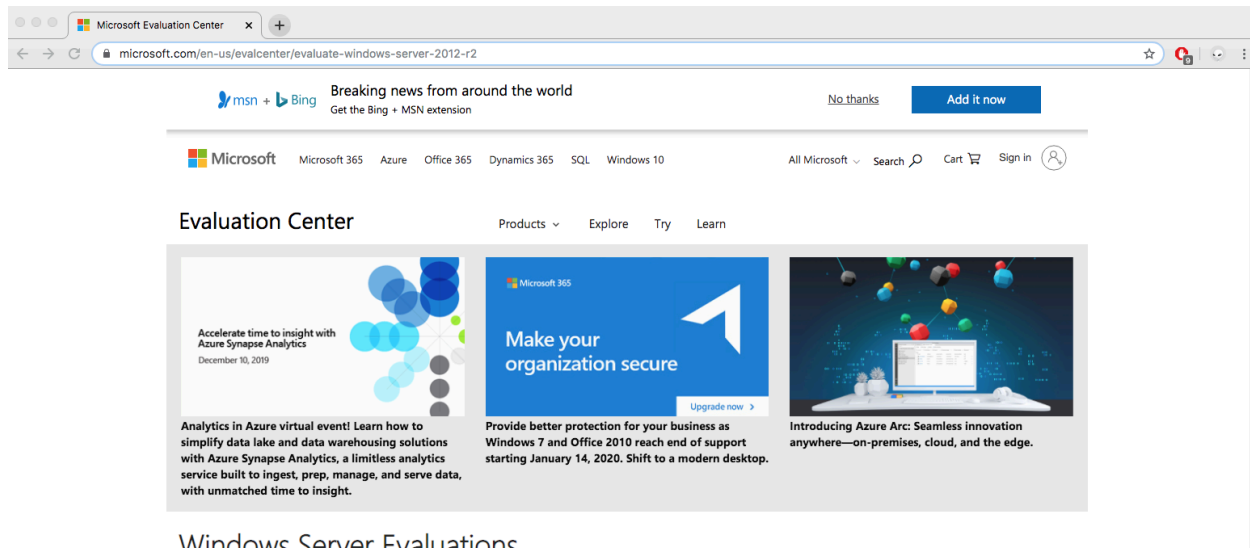 Microsoft Evaluation Center
microsoft.com/en-us/evalcenter/evaluate-windows-server-2012-r2
9
msn + Bing
Breaking news from around the world
Get the Bing + MSN extension
No thanks
Add it now
Microsoft
Microsoft 365 Azure Office 365 Dynamics 365 SQL Windows 10
All Microsoft Search Cart Sign in
Evaluation Center
Products Explore Try Learn
Accelerate time to insight with
Azure Synapse Analytics
December 10, 2019
Analytics in Azure virtual event! Learn how to
simplify data lake and data warehousing solutions
with Azure Synapse Analytics, a limitless analytics
service built to ingest, prep, manage, and serve data,
with unmatched time to insight.
Microsoft 365
Make your
organization secure
Upgrade now
Provide better protection for your business as
Windows 7 and Office 2010 reach end of support
starting January 14, 2020. Shift to a modern desktop.
Introducing Azure Arc: Seamless innovation
anywhere—on-premises, cloud, and the edge.
Windows Server Evaluations